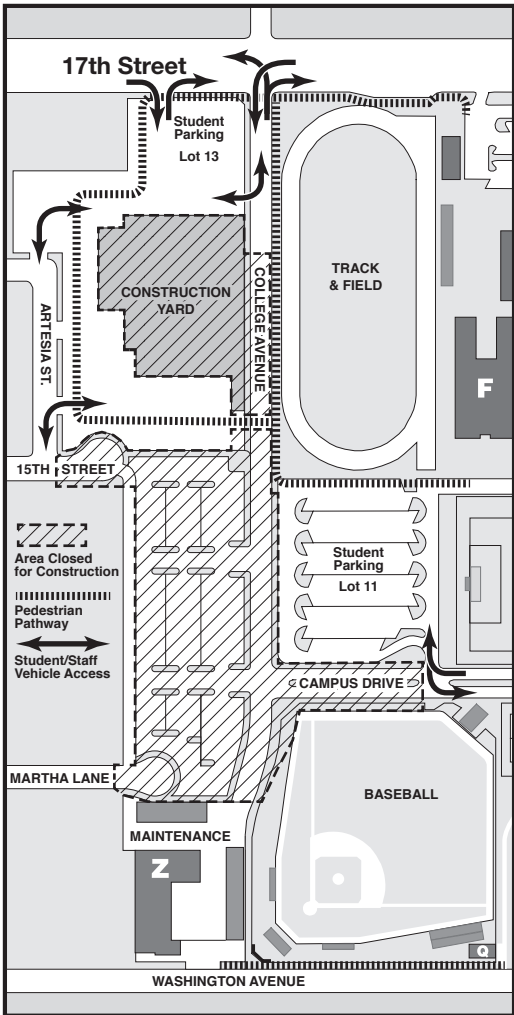 17th Street
Student
Parking
Lot 13
TRACK
& FIELD
CONSTRUCTION
YARD
COLLEGE AVENUE
ARTESIA ST.
F
15TH STREET
Area Closed
for Construction
Pedestrian
Pathway
Student/Staff
Vehicle Access
Student
Parking
Lot 11
CAMPUS DRIVE
MARTHA LANE
BASEBALL
MAINTENANCE
Z
Q
WASHINGTON AVENUE